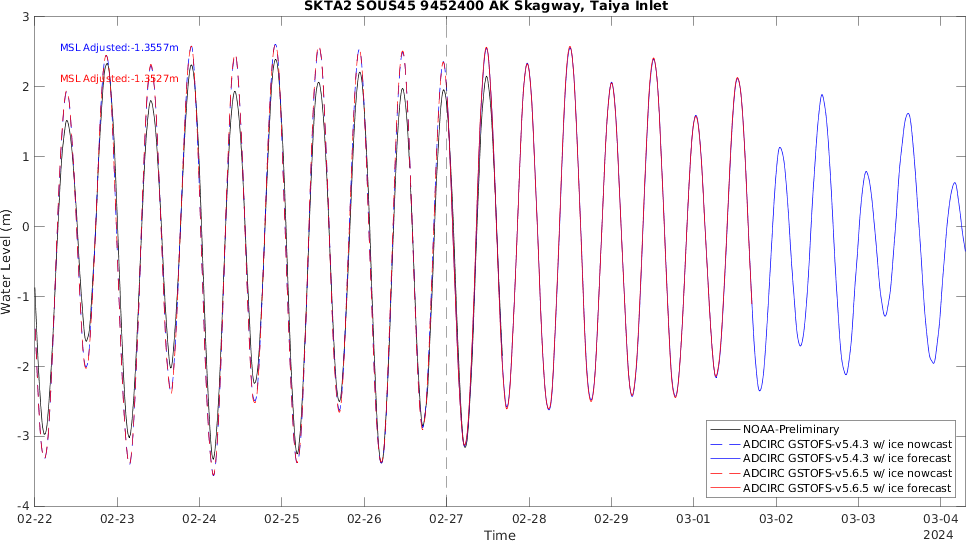 SKTA2 SOUS45 9452400 AK Skagway, Taiya Inlet
3
MSL Adjusted:-1.3557m
MSL Adjusted:-1.3527m
2
1
0
-1
-2
-3
-4
Water Level (m)
NOAA-Preliminary
ADCIRC GSTOFS-v5.4.3 w/ ice nowcast
ADCIRC GSTOFS-v5.4.3 w/ ice forecast
ADCIRC GSTOFS-v5.6.5 w/ ice nowcast
ADCIRC GSTOFS-v5.6.5 w/ ice forecast
02-22 02-23 02-24 02-25 02-26 02-27 02-28 02-29 03-01 03-02 03-03 03-04
Time
2024